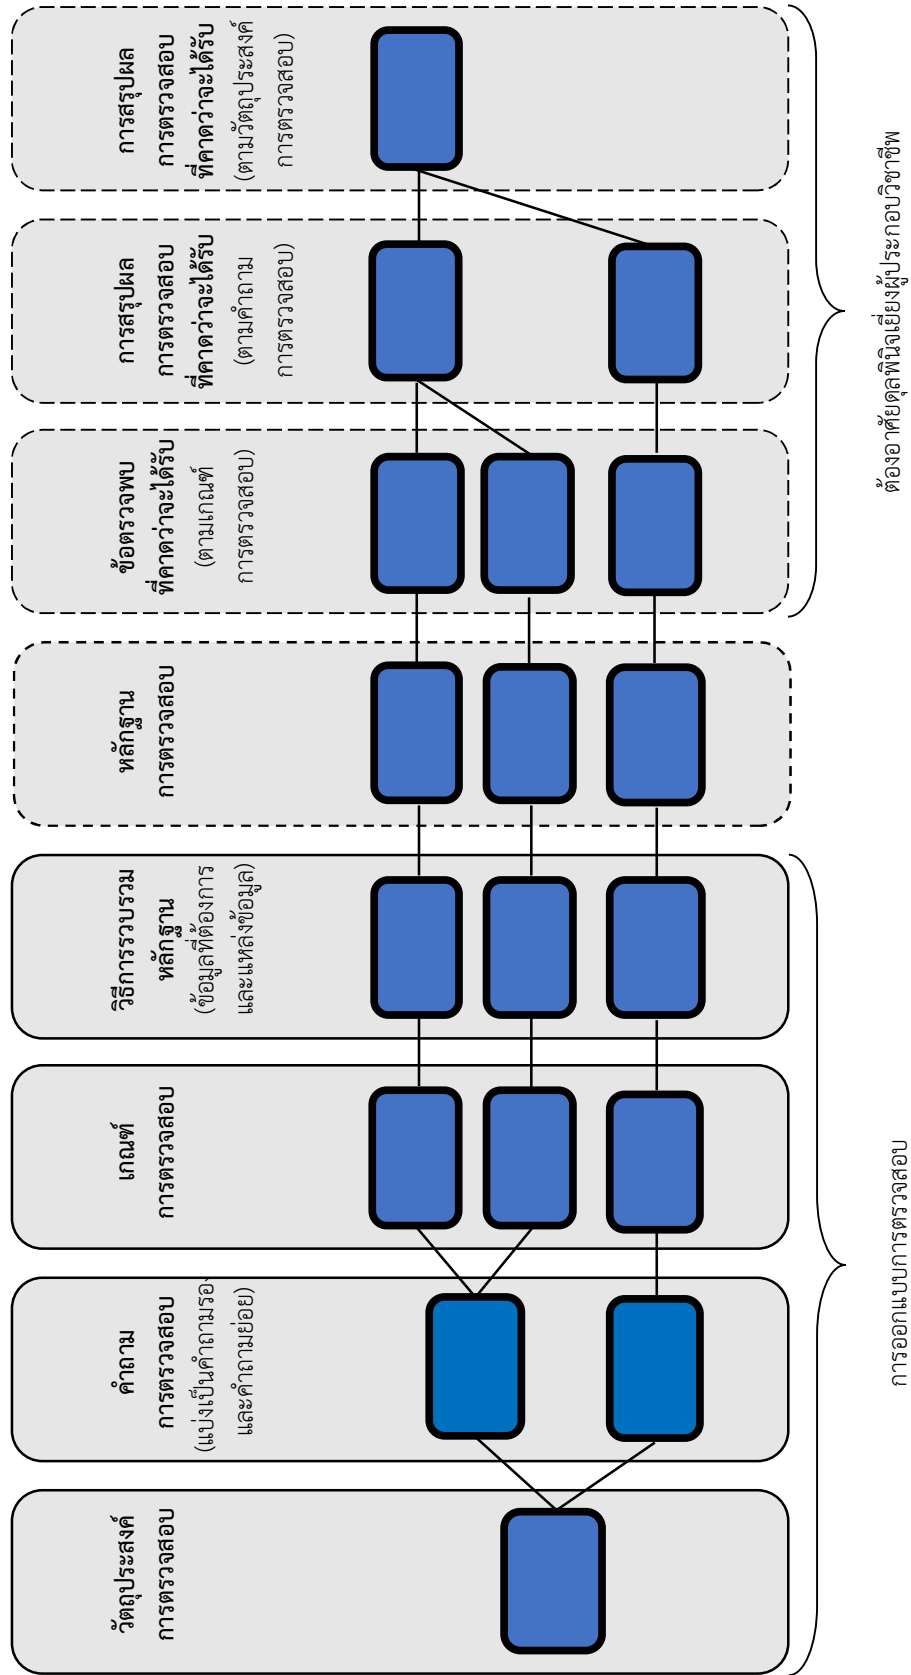 วัตถุประสงค์
การตรวจสอบ
คำถาม
การตรวจสอบ
(แบ่งเป็นคำถามรอง
และคำถามย่อย)
เกณฑ์
การตรวจสอบ
วิธีการรวบรวม
หลักฐาน
(ข้อมูลที่ต้องการ
และแหล่งข้อมูล)
หลักฐาน
การตรวจสอบ
ข้อตรวจพบ
ที่คาดว่าจะได้รับ
(ตามเกณฑ์
การตรวจสอบ)
การสรุปผล
การตรวจสอบ
ที่คาดว่าจะได้รับ
(ตามคำถาม
การตรวจสอบ)
การสรุปผล
การตรวจสอบ
ที่คาดว่าจะได้รับ
(ตามวัตถุประสงค์
การตรวจสอบ)
การออกแบบการตรวจสอบ
ต้องอาศัยดุลพินิจเยี่ยงผู้ประกอบวิชาชีพ